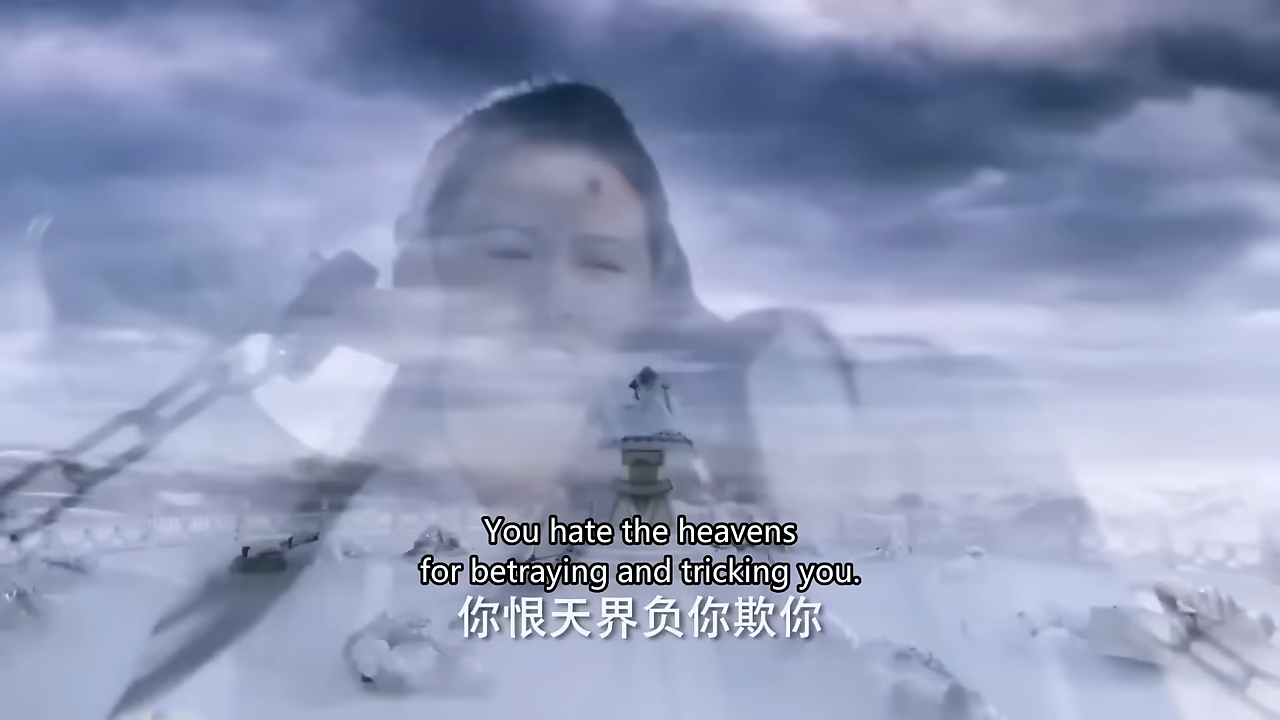 You hate the heavens
for betraying and tricking you.
你恨天界负你欺你